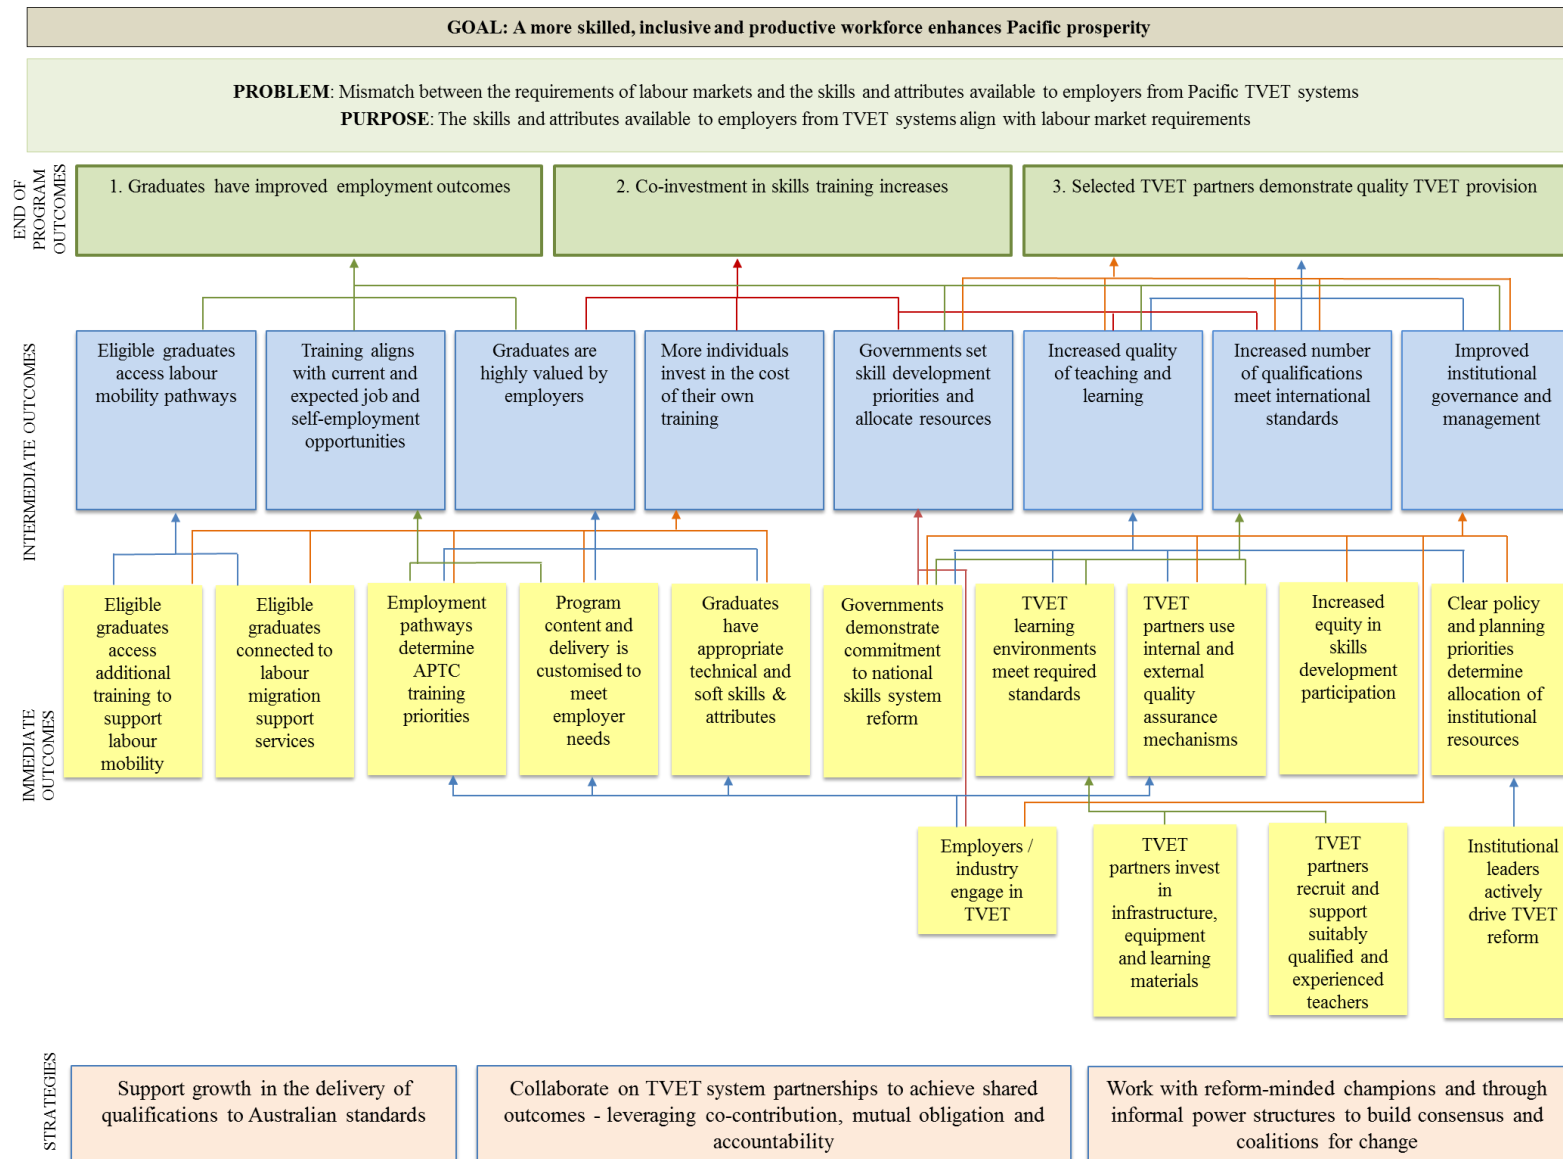 GOAL: A more skilled, inclusive and productive workforce enhances Pacific prosperity
PROBLEM: Mismatch between the requirements of labour markets and the skills and attributes available to employers from Pacific TVET systems
PURPOSE: The skills and attributes available to employers from TVET systems align with labour market requirements
END OF
PROGRAM
OUTCOMES
1. Graduates have improved employment outcomes
2. Co-investment in skills training increases
3. Selected TVET partners demonstrate quality TVET provision
INTERMEDIATE OUTCOMES
Eligible graduates
access labour
mobility pathways
Training aligns
with current and
expected job and
self-employment
opportunities
Graduates are
highly valued by
employers
More individuals
invest in the cost
of their own
training
Governments set
skill development
priorities and
allocate resources
Increased quality
of teaching and
learning
Increased number
of qualifications
meet international
standards
Improved
institutional
governance and
management
IMMEDIATE
OUTCOMES
Eligible
graduates
access
additional
training to
support
labour
mobility
Eligible
graduates
connected to
labour
migration
support
services
Employment
pathways
determine
APTC
training
priorities
Program
content and
delivery is
customised to
meet
employer
needs
Graduates
have
appropriate
technical and
soft skills &
attributes
Governments
demonstrate
commitment
to national
skills system
reform
TVET
learning
environments
meet required
standards
TVET
partners use
internal and
external
quality
assurance
mechanisms
Increased
equity in
skills
development
participation
Clear policy
and planning
priorities
determine
allocation of
institutional
resources
Employers /
industry
engage in
TVET
TVET
partners invest
in
infrastructure,
equipment
and learning
materials
TVET
partners
recruit and
support
suitably
qualified and
experienced
teachers
Institutional
leaders
actively
drive TVET
reform
STRATEGIES
Support growth in the delivery of
qualifications to Australian standards
Collaborate on TVET system partnerships to achieve shared
outcomes - leveraging co-contribution, mutual obligation and
accountability
Work with reform-minded champions and through
informal power structures to build consensus and
coalitions for change